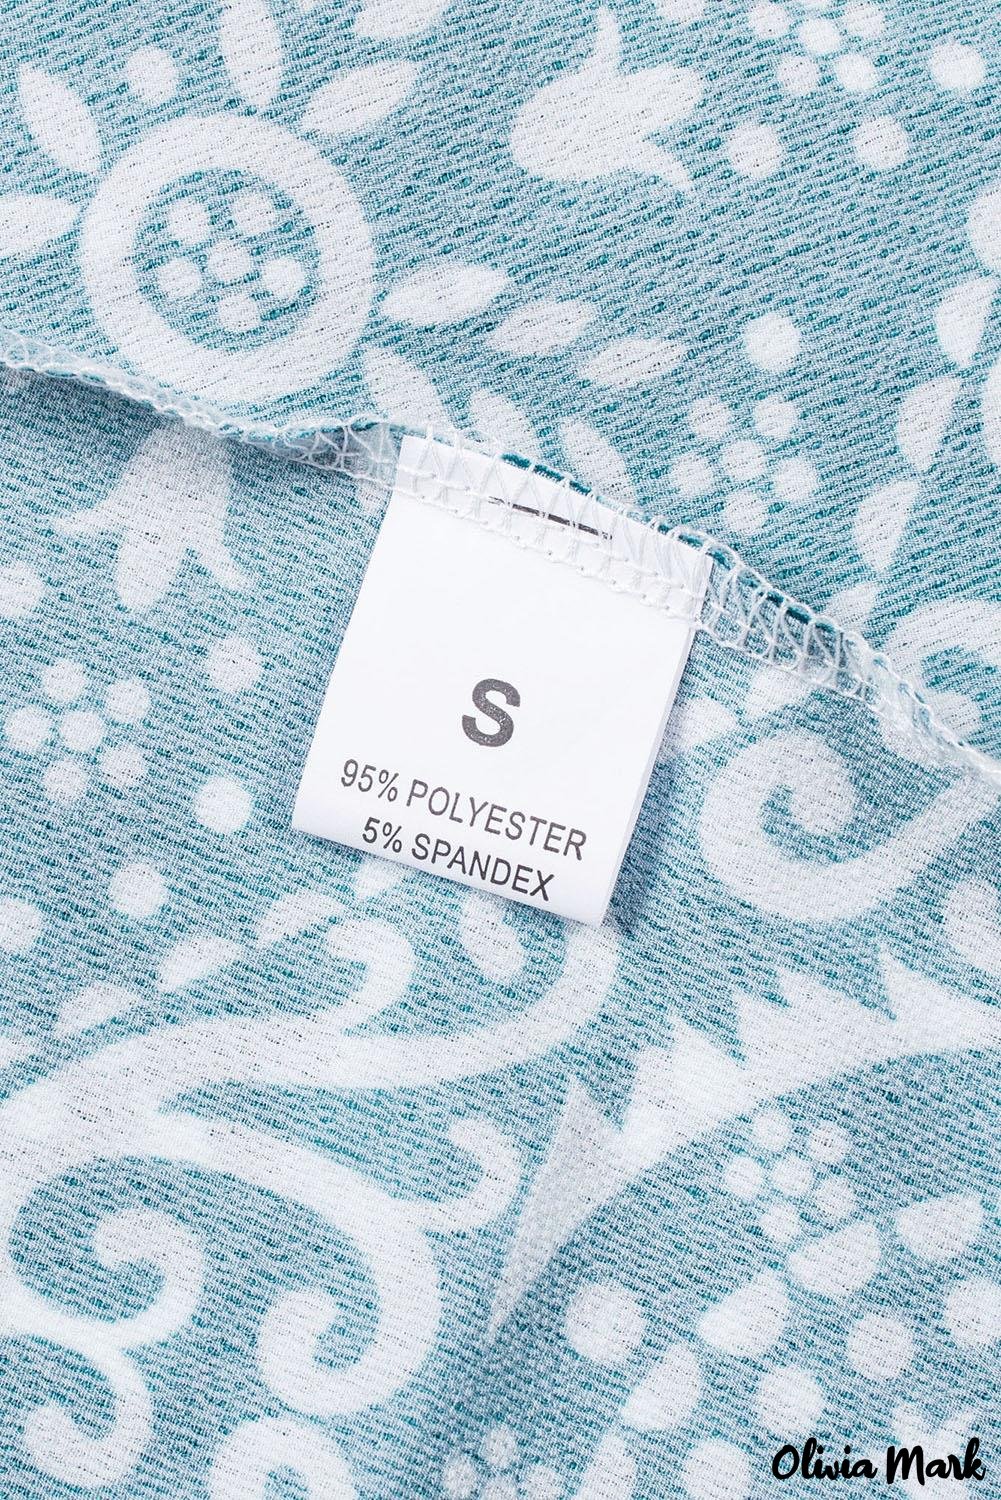 S
95% POLYESTER
5% SPANDEX
Olivia Mark